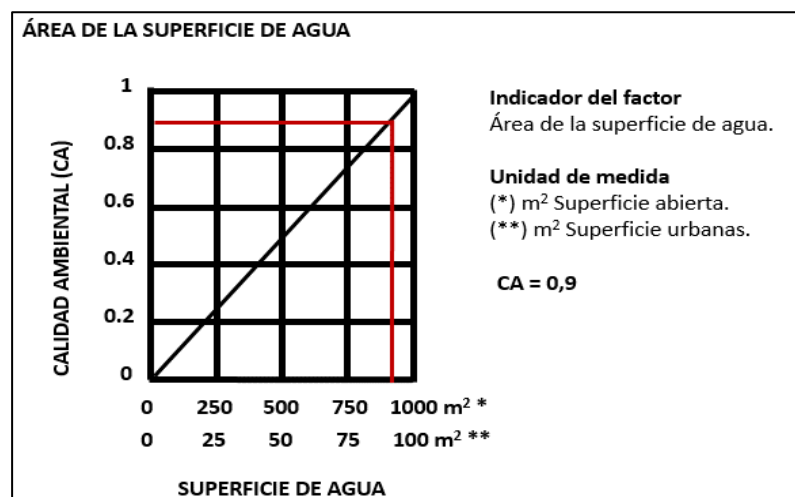 ÁREA DE LA SUPERFICIE DE AGUA
CALIDAD AMBIENTAL (CA)
1
0.8
0.6
0.4
0.2
0
0 250 500 750 1000 m² *
0 25 50 75 100 m² **
SUPERFICIE DE AGUA
Indicador del factor
Área de la superficie de agua.
Unidad de medida
(*) m² Superficie abierta.
(**) m² Superficie urbanas.
CA = 0,9